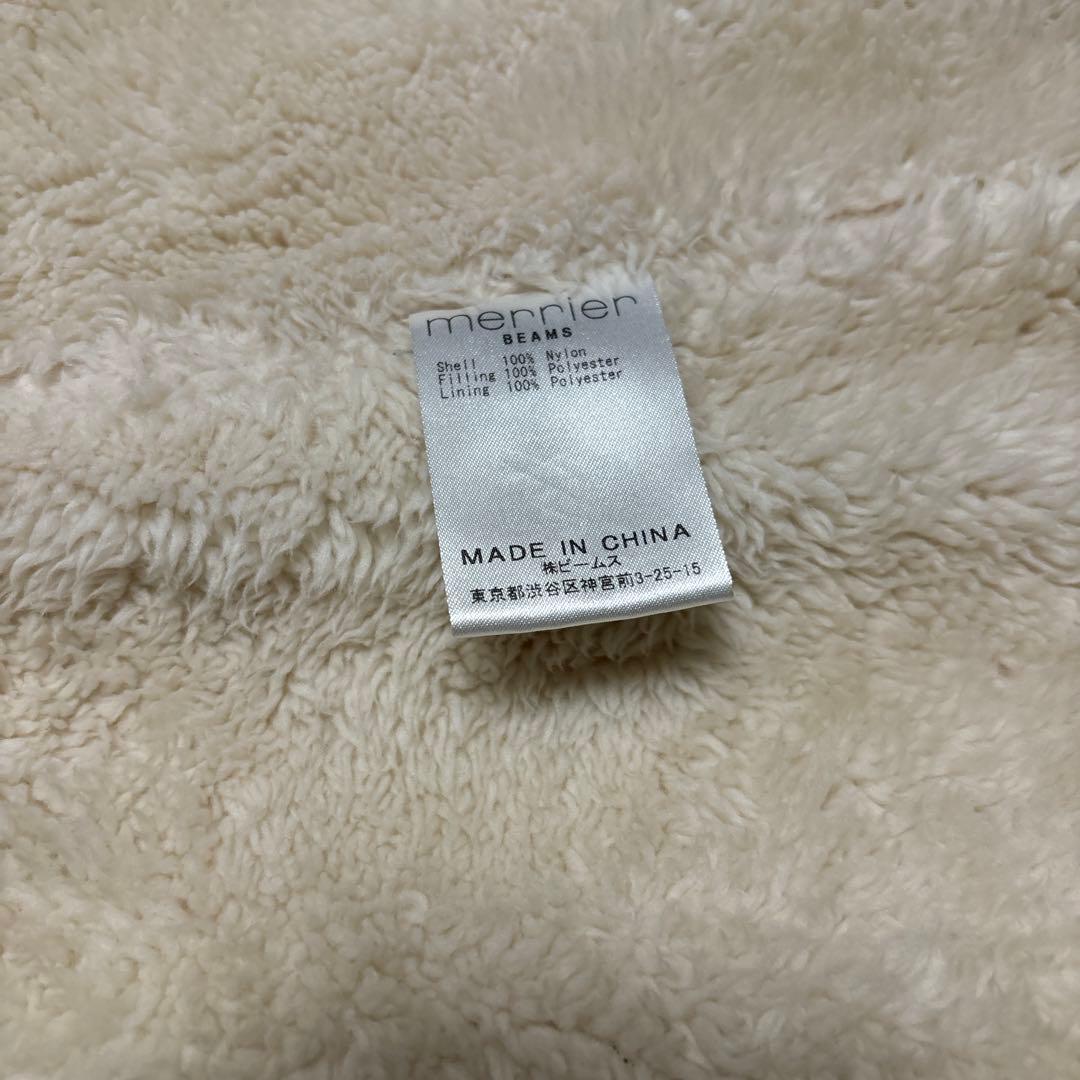 merrier
BEAMS
Shell 100% Nylon
Filling 100% Polyester
Lining 100% Polyester
MADE IN CHINA
㈱ビームス
東京都渋谷区神宮前3-25-15